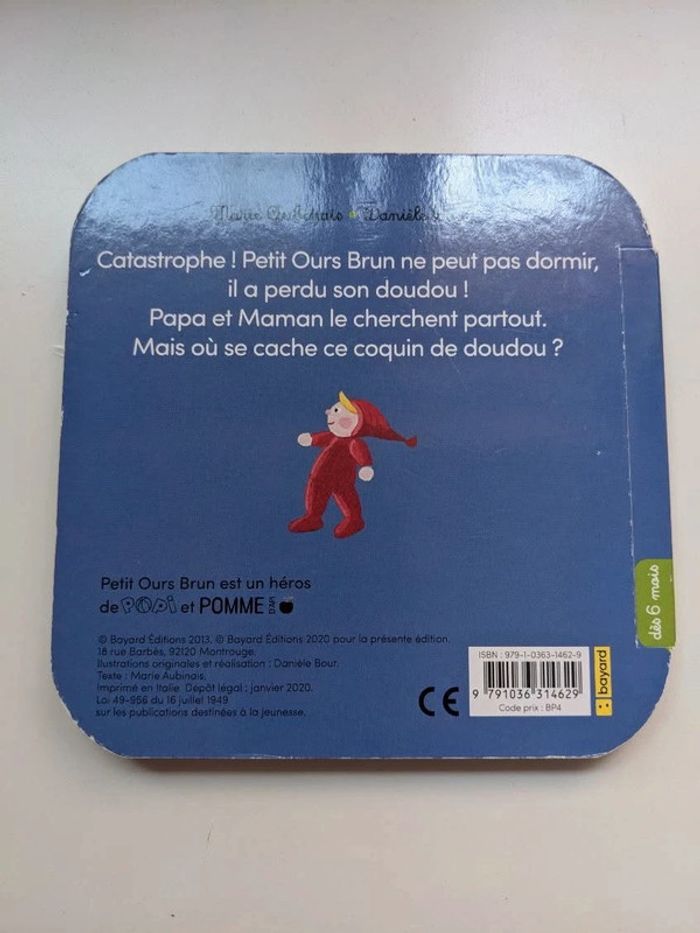 Marie Aubinais • Danièle
Catastrophe ! Petit Ours Brun ne peut pas dormir,
il a perdu son doudou !
Papa et Maman le cherchent partout.
Mais où se cache ce coquin de doudou ?
dès 6 mois
Petit Ours Brun est un héros
de POPI et POMME D'API
© Bayard Éditions 2013, © Bayard Éditions 2020 pour la présente édition.
18 rue Barbès, 92120 Montrouge.
Illustrations originales et réalisation : Danièle Bour.
Texte : Marie Aubinais.
Imprimé en Italie. Dépôt légal : janvier 2020.
Loi 49-956 du 16 juillet 1949
sur les publications destinées à la jeunesse.
CE
ISBN : 979-1-0363-1462-9
9 791036 314629
Code prix : BP4
bayard